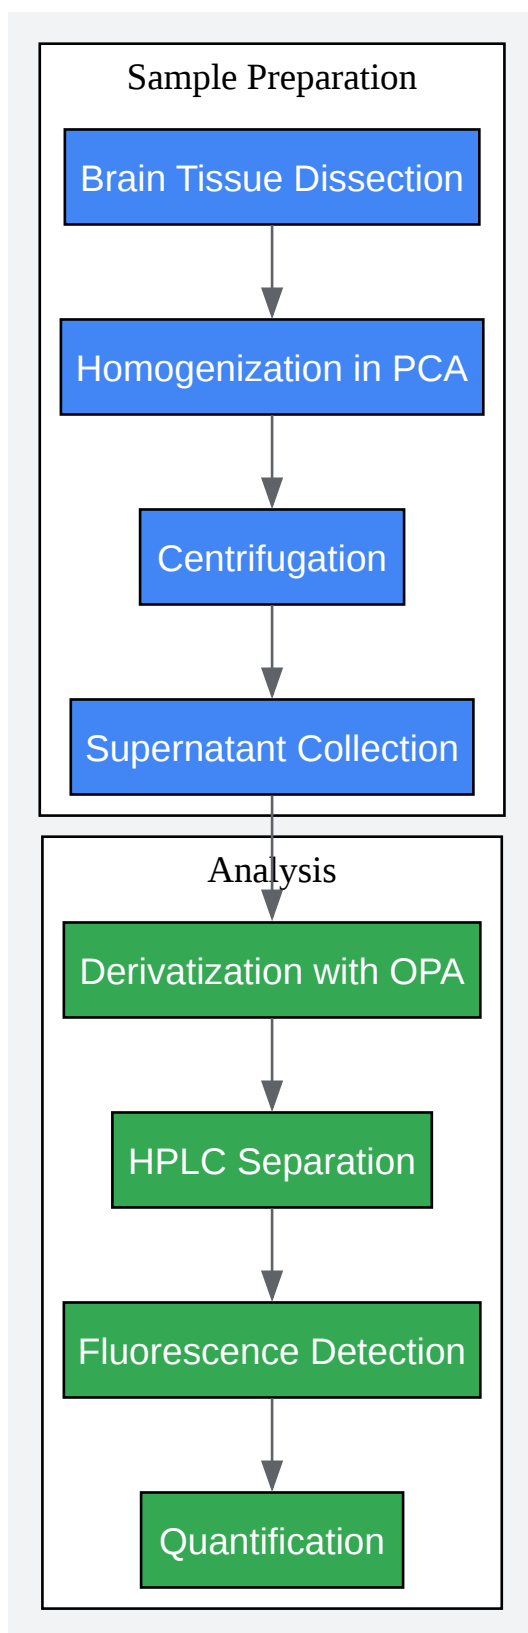 Sample Preparation
Brain Tissue Dissection
Homogenization in PCA
Centrifugation
Supernatant Collection
Analysis
Derivatization with OPA
HPLC Separation
Fluorescence Detection
Quantification